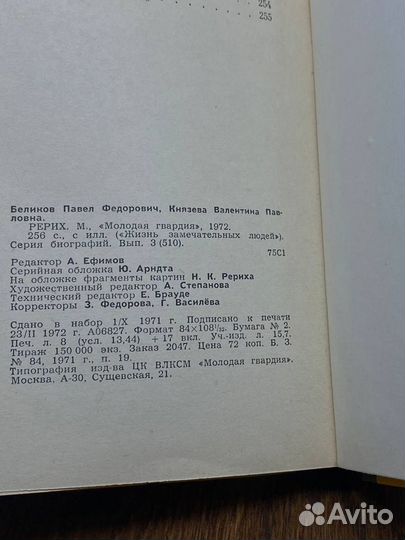 254
255
Беликов Павел Федорович, Князева Валентина Пав-
ловна.
РЕРИХ. М., «Молодая гвардия», 1972.
256 с., с илл. («Жизнь замечательных людей»).
Серия биографий. Вып. 3 (510).
75С1
Редактор А. Ефимов
Серийная обложка Ю. Арндта
На обложке фрагменты картин Н. К. Рериха
Художественный редактор А. Степанова
Технический редактор Е. Брауде
Корректоры З. Федорова, Г. Василёва
Сдано в набор 1/X 1971 г. Подписано к печати
23/II 1972 г. А06827. Формат 84×108¹/₃₂. Бумага № 2.
Печ. л. 8 (усл. 13,44) + 17 вкл. Уч.-изд. л. 15,7.
Тираж 150 000 экз. Заказ 2047. Цена 72 коп. Б. З.
№ 84, 1971 г., п. 19.
Типография изд-ва ЦК ВЛКСМ «Молодая гвардия».
Москва, А-30, Сущевская, 21.
Avito